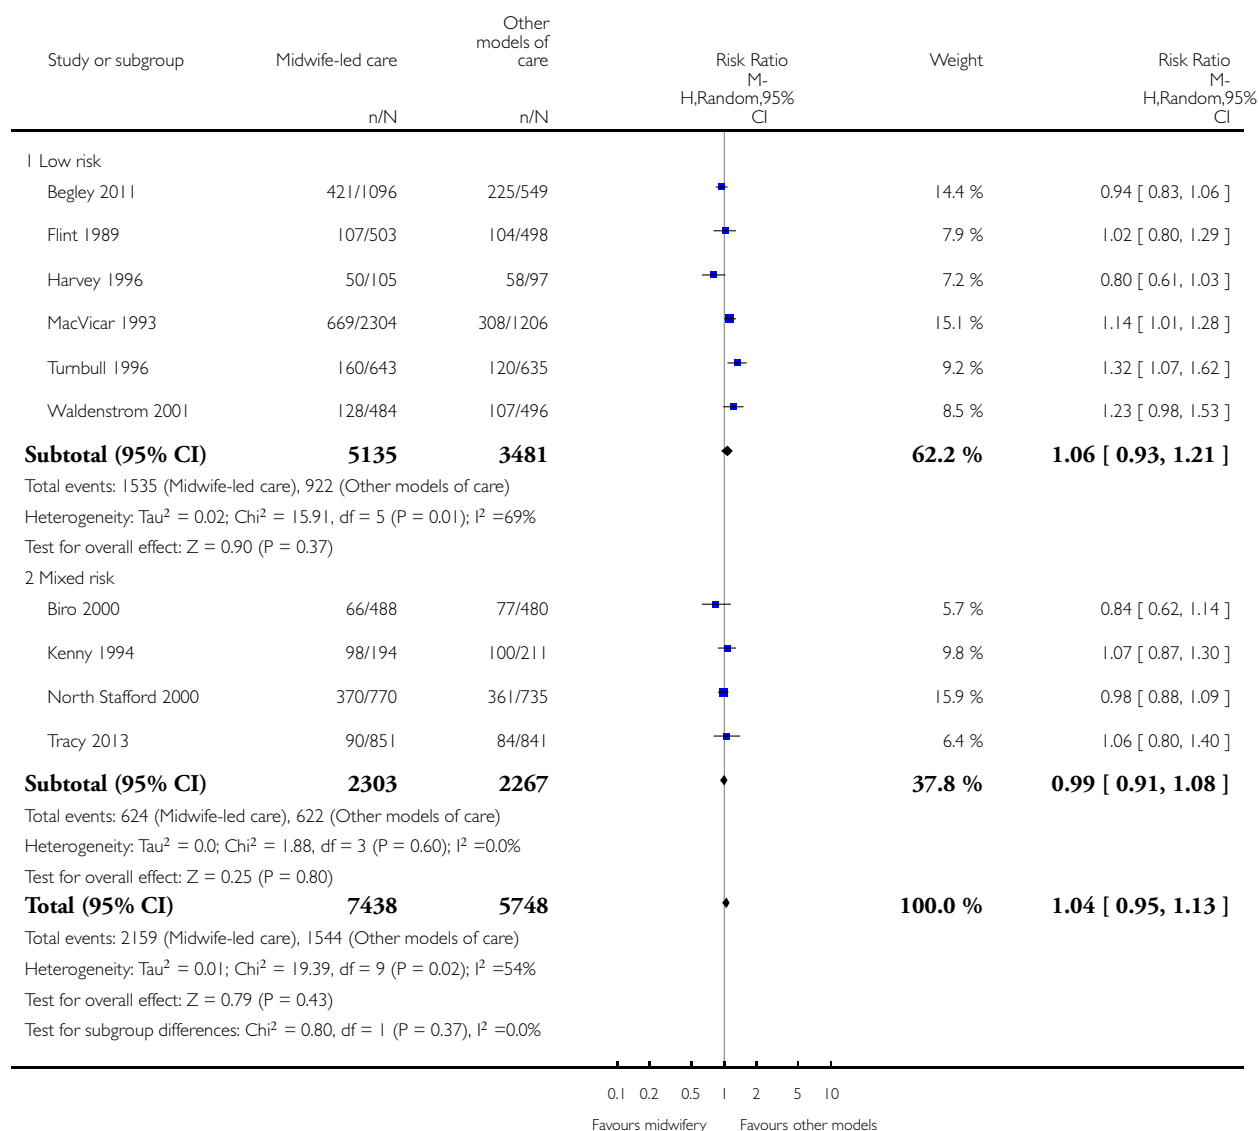 Other
models of
Study or subgroup Midwife-led care care Risk Ratio Weight Risk Ratio
M- M-
H,Random,95% H,Random,95%
n/N n/N CI CI
1 Low risk
Begley 2011 421/1096 225/549 14.4 % 0.94 [ 0.83, 1.06 ]
Flint 1989 107/503 104/498 7.9 % 1.02 [ 0.80, 1.29 ]
Harvey 1996 50/105 58/97 7.2 % 0.80 [ 0.61, 1.03 ]
MacVicar 1993 669/2304 308/1206 15.1 % 1.14 [ 1.01, 1.28 ]
Turnbull 1996 160/643 120/635 9.2 % 1.32 [ 1.07, 1.62 ]
Waldenstrom 2001 128/484 107/496 8.5 % 1.23 [ 0.98, 1.53 ]
Subtotal (95% CI) 5135 3481 62.2 % 1.06 [ 0.93, 1.21 ]
Total events: 1535 (Midwife-led care), 922 (Other models of care)
Heterogeneity: Tau² = 0.02; Chi² = 15.91, df = 5 (P = 0.01); I² =69%
Test for overall effect: Z = 0.90 (P = 0.37)
2 Mixed risk
Biro 2000 66/488 77/480 5.7 % 0.84 [ 0.62, 1.14 ]
Kenny 1994 98/194 100/211 9.8 % 1.07 [ 0.87, 1.30 ]
North Stafford 2000 370/770 361/735 15.9 % 0.98 [ 0.88, 1.09 ]
Tracy 2013 90/851 84/841 6.4 % 1.06 [ 0.80, 1.40 ]
Subtotal (95% CI) 2303 2267 37.8 % 0.99 [ 0.91, 1.08 ]
Total events: 624 (Midwife-led care), 622 (Other models of care)
Heterogeneity: Tau² = 0.0; Chi² = 1.88, df = 3 (P = 0.60); I² =0.0%
Test for overall effect: Z = 0.25 (P = 0.80)
Total (95% CI) 7438 5748 100.0 % 1.04 [ 0.95, 1.13 ]
Total events: 2159 (Midwife-led care), 1544 (Other models of care)
Heterogeneity: Tau² = 0.01; Chi² = 19.39, df = 9 (P = 0.02); I² =54%
Test for overall effect: Z = 0.79 (P = 0.43)
Test for subgroup differences: Chi² = 0.80, df = 1 (P = 0.37), I² =0.0%
0.1 0.2 0.5 1 2 5 10
Favours midwifery Favours other models